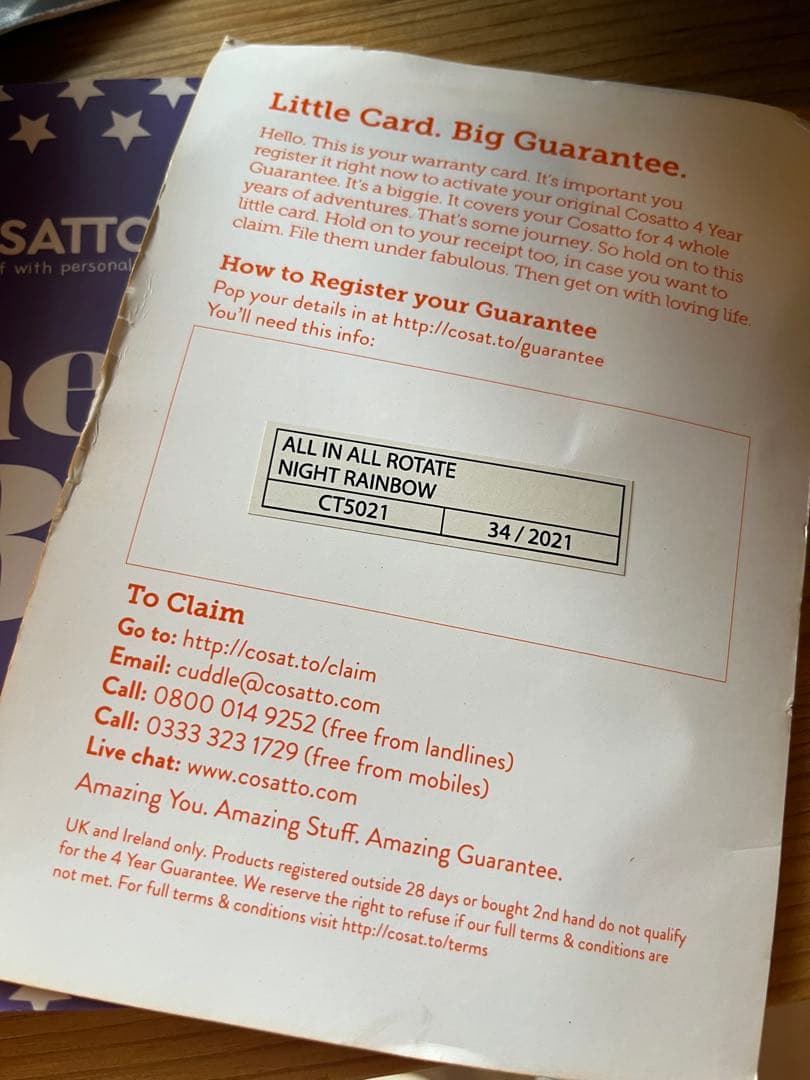 SATTO
f with personal
Little Card. Big Guarantee.
Hello. This is your warranty card. It's important you
register it right now to activate your original Cosatto 4 Year
Guarantee. It's a biggie. It covers your Cosatto for 4 whole
years of adventures. That's some journey. So hold on to this
little card. Hold on to your receipt too, in case you want to
claim. File them under fabulous. Then get on with loving life.
How to Register your Guarantee
Pop your details in at http://cosat.to/guarantee
You'll need this info:
ALL IN ALL ROTATE
NIGHT RAINBOW
CT5021
34 / 2021
To Claim
Go to: http://cosat.to/claim
Email: cuddle@cosatto.com
Call: 0800 014 9252 (free from landlines)
Call: 0333 323 1729 (free from mobiles)
Live chat: www.cosatto.com
Amazing You. Amazing Stuff. Amazing Guarantee.
UK and Ireland only. Products registered outside 28 days or bought 2nd hand do not qualify
for the 4 Year Guarantee. We reserve the right to refuse if our full terms & conditions are
not met. For full terms & conditions visit http://cosat.to/terms